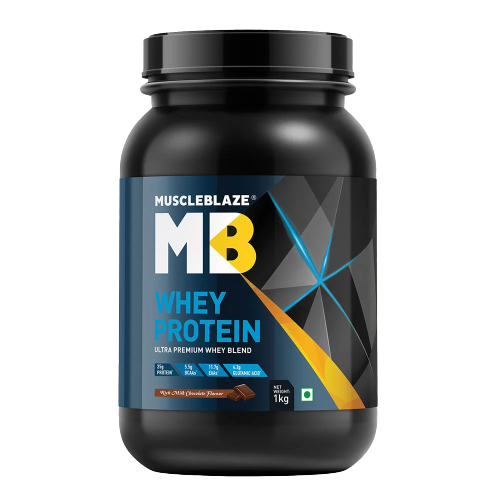 MUSCLEBLAZE®
MB
WHEY
PROTEIN
ULTRA PREMIUM WHEY BLEND
25g 5.5g 11.7g 4.2g
PROTEIN BCAAs EAAs GLUTAMIC ACID
Rich Milk Chocolate Flavour
NET
WEIGHT:
1kg